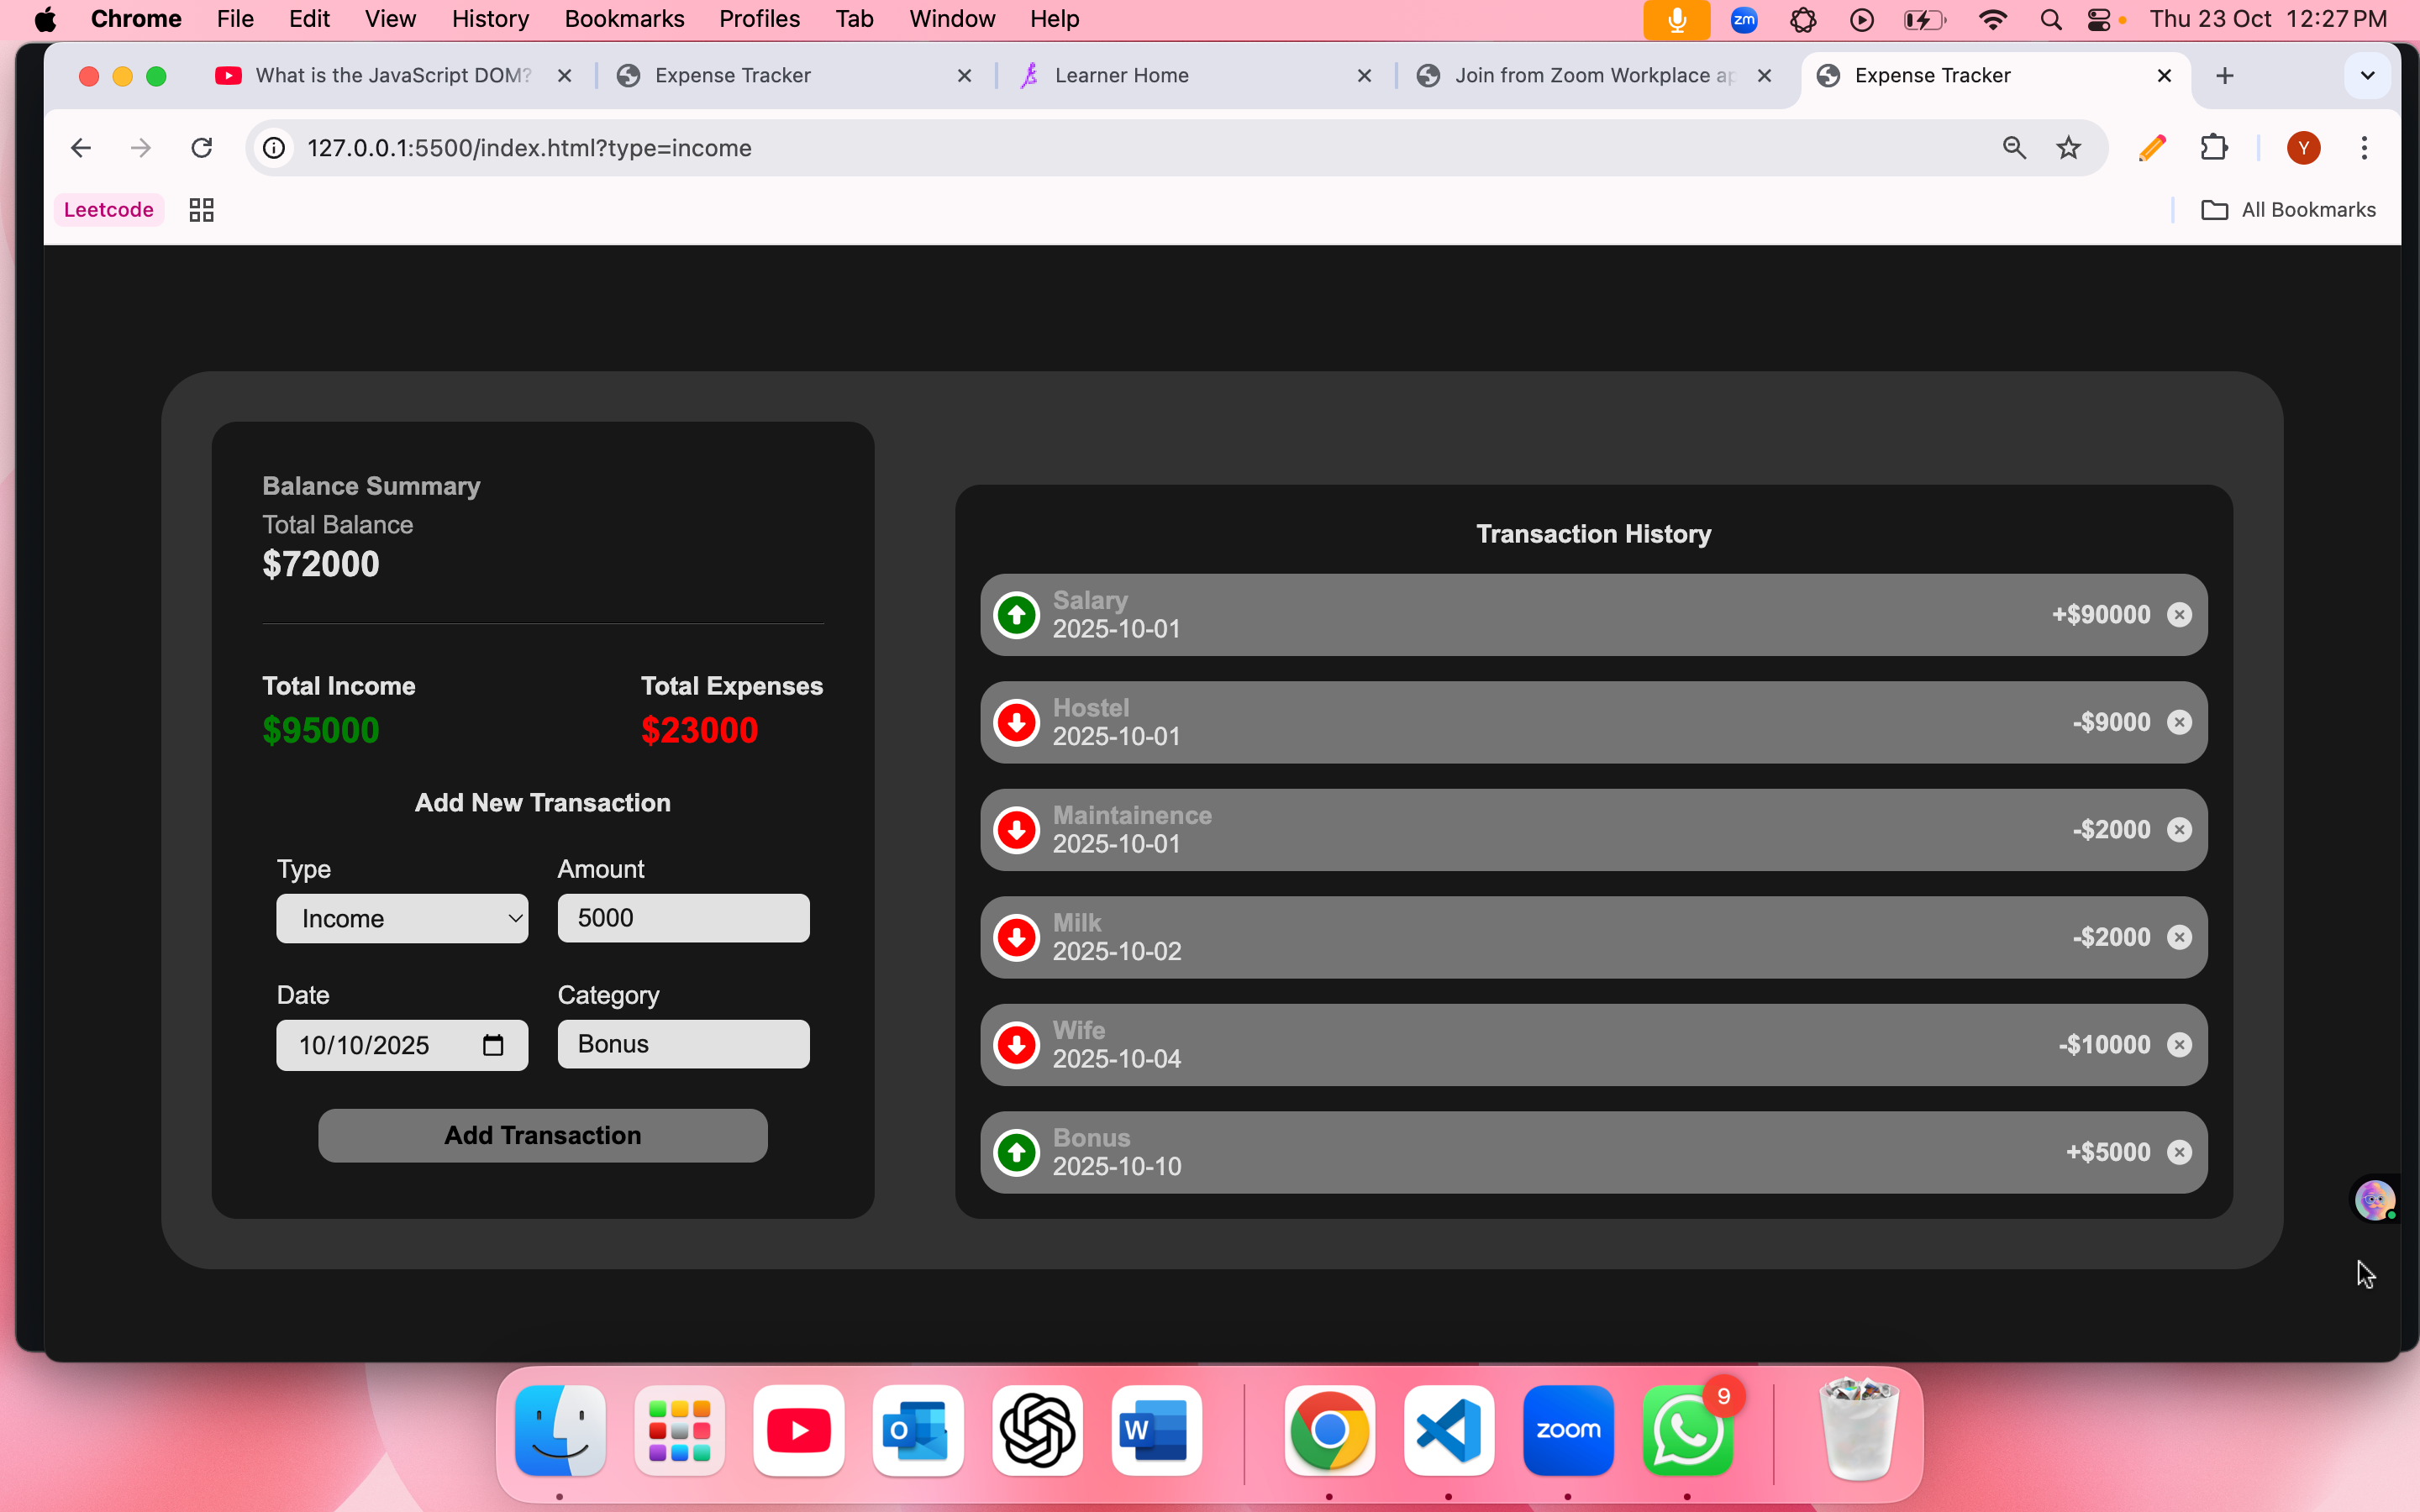 Chrome File Edit View History Bookmarks Profiles Tab Window Help zm Thu 23 Oct 12:27 PM
What is the JavaScript DOM? Expense Tracker Learner Home Join from Zoom Workplace ap Expense Tracker
127.0.0.1:5500/index.html?type=income Y
Leetcode All Bookmarks
Balance Summary
Total Balance
$72000
Total Income Total Expenses
$95000 $23000
Add New Transaction
Type Amount
Income 5000
Date Category
10/10/2025 Bonus
Add Transaction
Transaction History
Salary
2025-10-01
+$90000
Hostel
2025-10-01
-$9000
Maintainence
2025-10-01
-$2000
Milk
2025-10-02
-$2000
Wife
2025-10-04
-$10000
Bonus
2025-10-10
+$5000
O W zoom 9